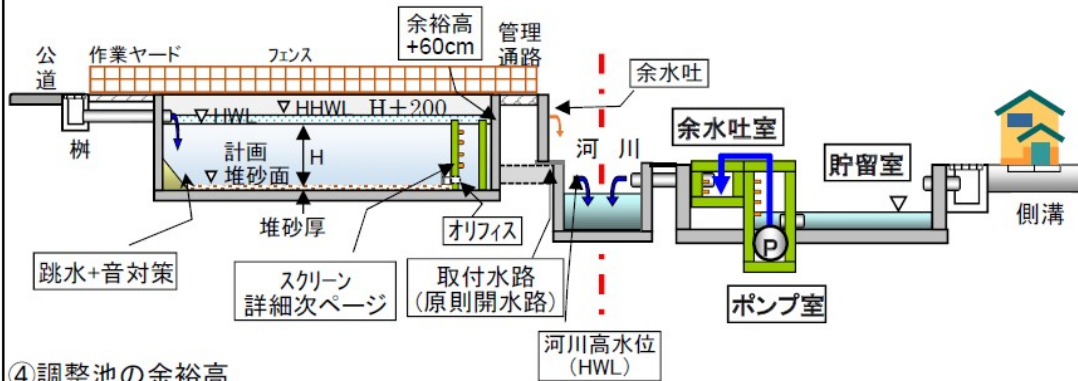 余裕高
+60cm
管理
通路
公
道
作業ヤード
フェンス
余水吐
▽HWL
▽HHWL H+200
桝
計画
▽堆砂面
H
河 川
余水吐室
貯留室
▽
側溝
堆砂厚
オリフィス
P
跳水+音対策
スクリーン
詳細次ページ
取付水路
(原則開水路)
ポンプ室
河川高水位
(HWL)
④調整池の余裕高